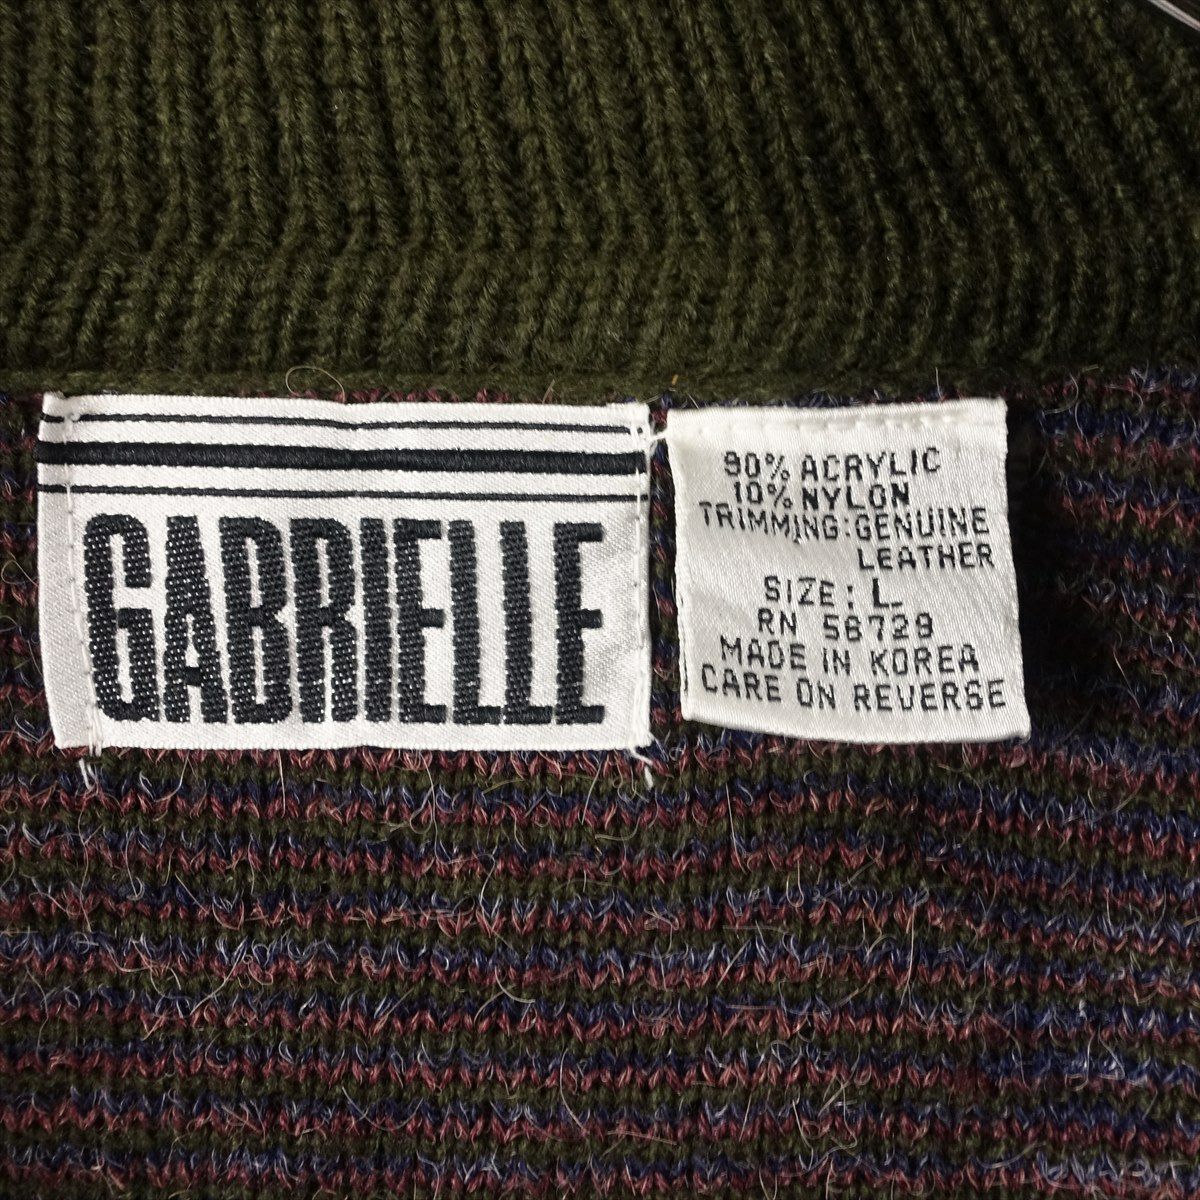 GABRIELLE
90% ACRYLIC
10% NYLON
TRIMMING: GENUINE
LEATHER
SIZE: L
RN 56729
MADE IN KOREA
CARE ON REVERSE